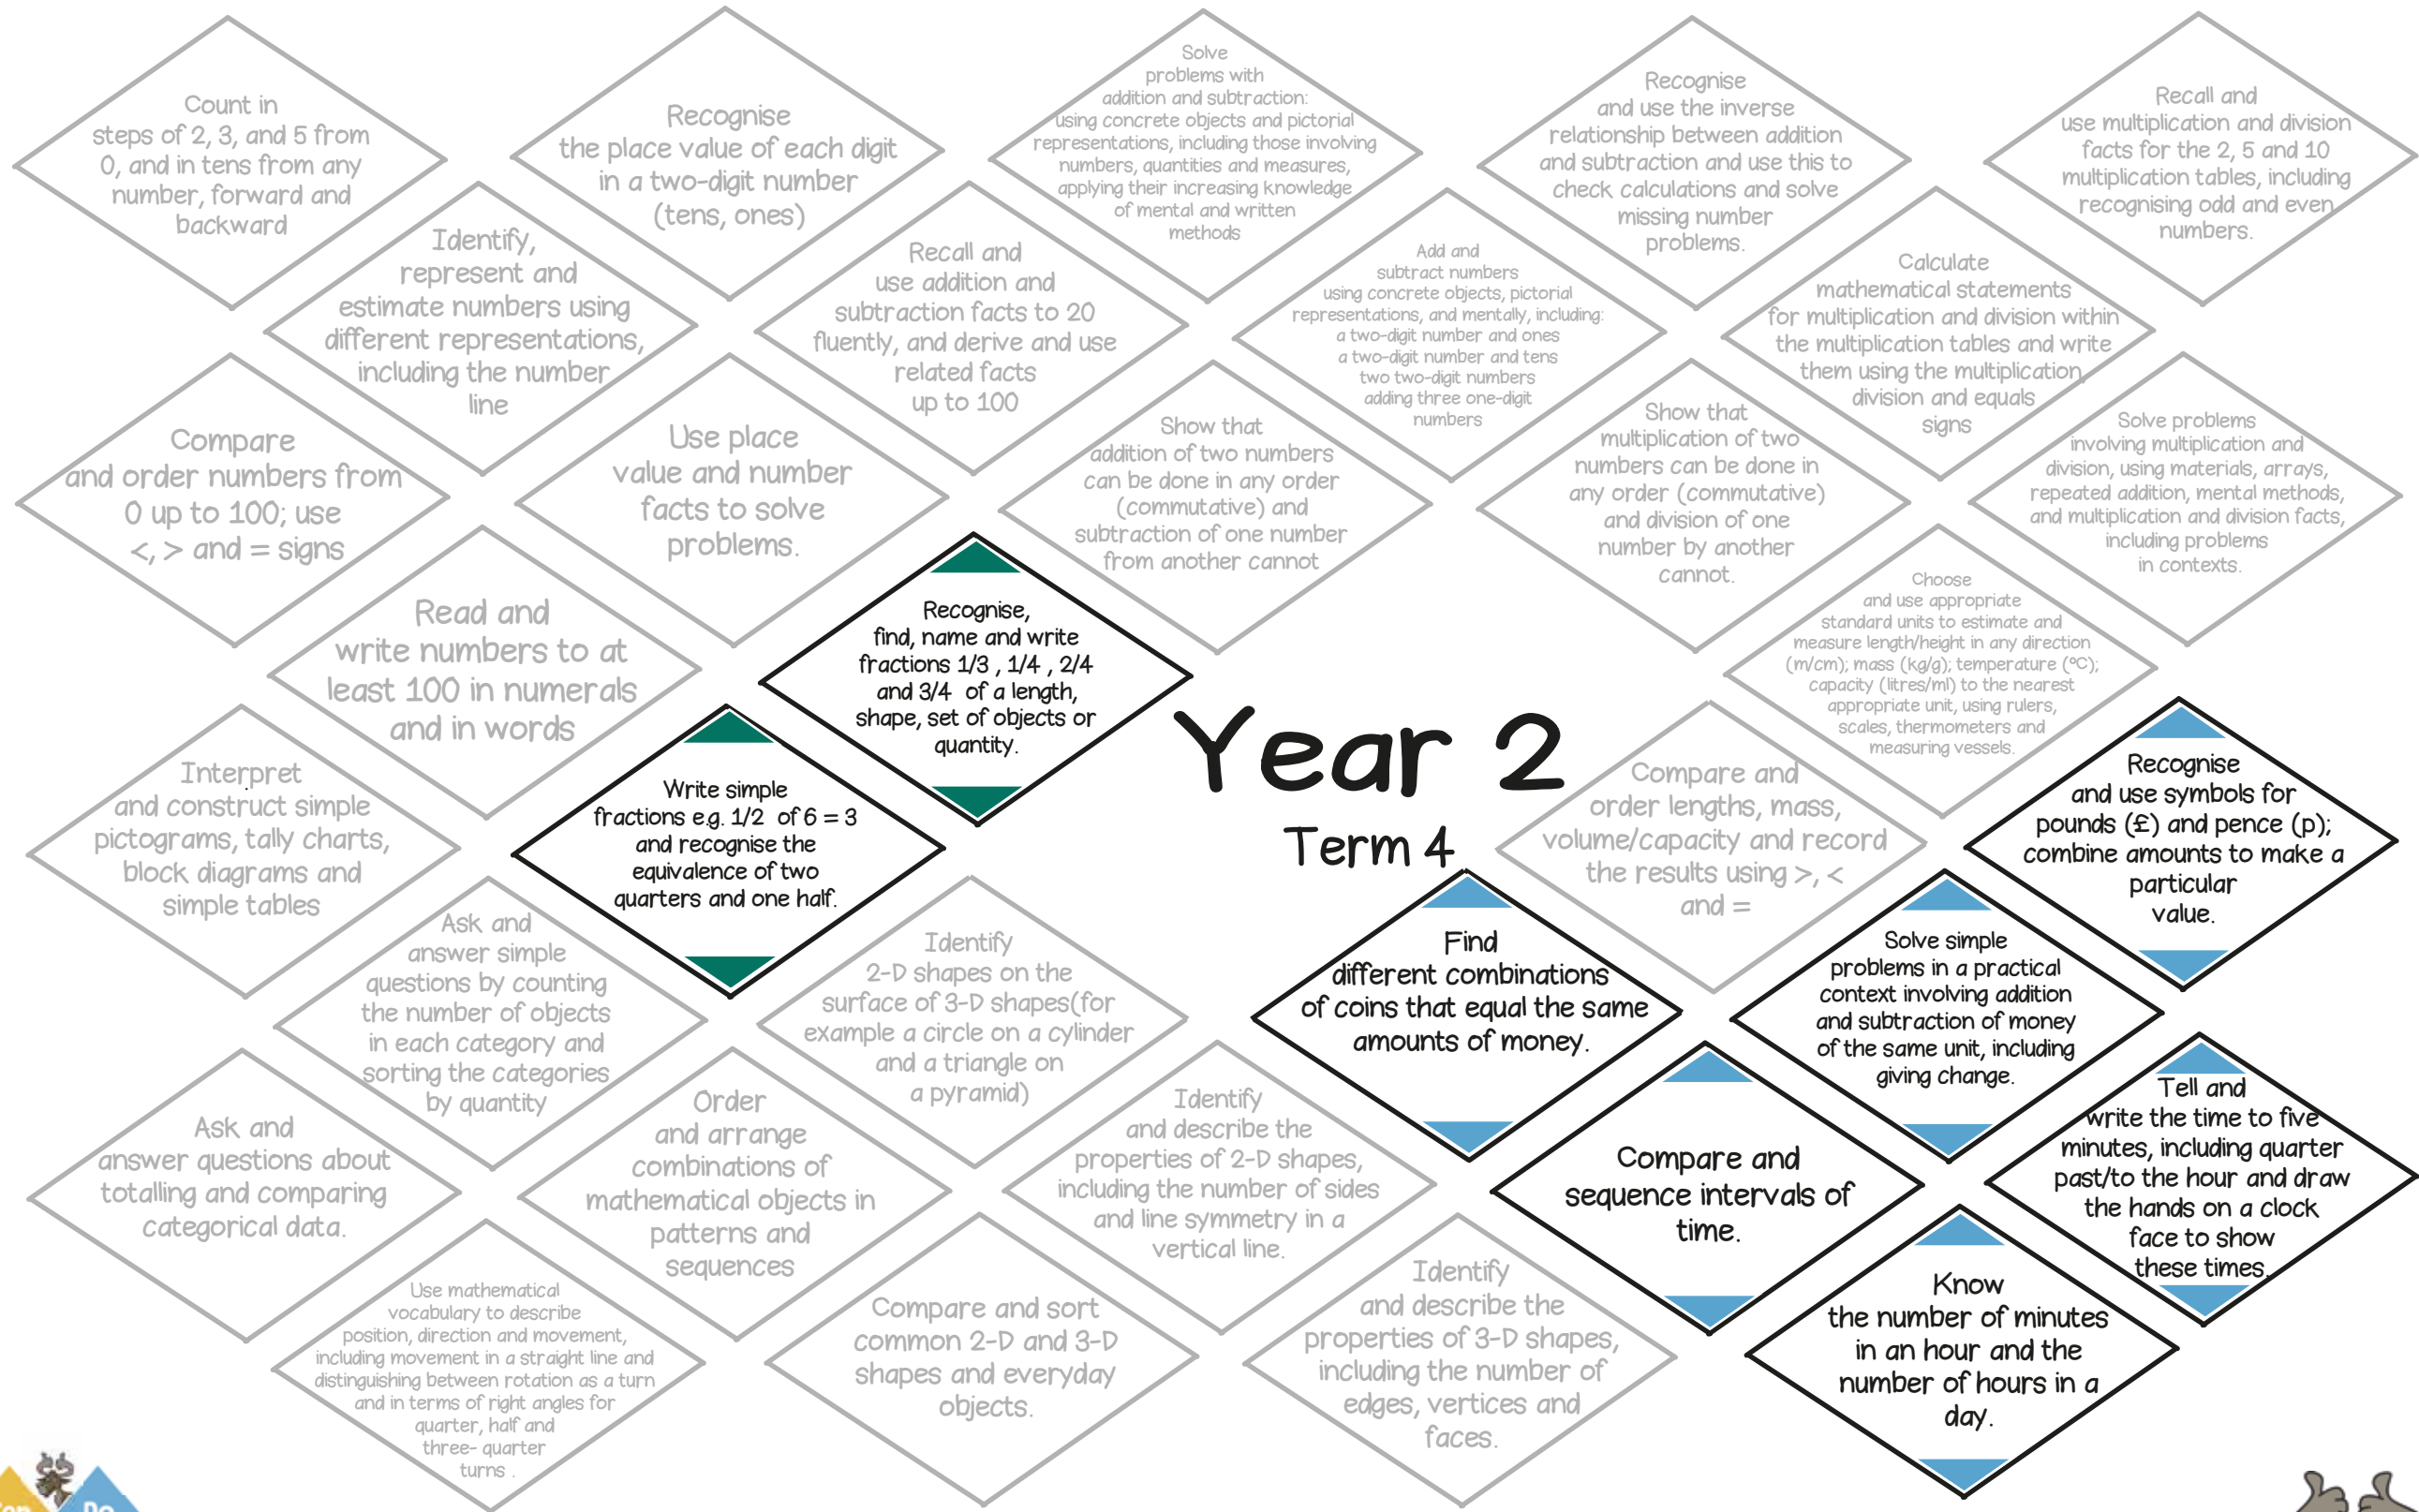 Count in
steps of 2, 3, and 5 from
0, and in tens from any
number, forward and
backward
Recognise
the place value of each digit
in a two-digit number
(tens, ones)
Solve
problems with
addition and subtraction:
using concrete objects and pictorial
representations, including those involving
numbers, quantities and measures,
applying their increasing knowledge
of mental and written
methods
Recognise
and use the inverse
relationship between addition
and subtraction and use this to
check calculations and solve
missing number
problems.
Recall and
use multiplication and division
facts for the 2, 5 and 10
multiplication tables, including
recognising odd and even
numbers.
Identify,
represent and
estimate numbers using
different representations,
including the number
line
Recall and
use addition and
subtraction facts to 20
fluently, and derive and use
related facts
up to 100
Add and
subtract numbers
using concrete objects, pictorial
representations, and mentally, including:
a two-digit number and ones
a two-digit number and tens
two two-digit numbers
adding three one-digit
numbers
Calculate
mathematical statements
for multiplication and division within
the multiplication tables and write
them using the multiplication,
division and equals
signs
Compare
and order numbers from
0 up to 100; use
<, > and = signs
Use place
value and number
facts to solve
problems.
Show that
addition of two numbers
can be done in any order
(commutative) and
subtraction of one number
from another cannot
Show that
multiplication of two
numbers can be done in
any order (commutative)
and division of one
number by another
cannot.
Solve problems
involving multiplication and
division, using materials, arrays,
repeated addition, mental methods,
and multiplication and division facts,
including problems
in contexts.
Read and
write numbers to at
least 100 in numerals
and in words
Recognise,
find, name and write
fractions 1/3 , 1/4 , 2/4
and 3/4 of a length,
shape, set of objects or
quantity.
Choose
and use appropriate
standard units to estimate and
measure length/height in any direction
(m/cm); mass (kg/g); temperature (°C);
capacity (litres/ml) to the nearest
appropriate unit, using rulers,
scales, thermometers and
measuring vessels.
Year 2
Term 4
Interpret
and construct simple
pictograms, tally charts,
block diagrams and
simple tables
Write simple
fractions e.g. 1/2 of 6 = 3
and recognise the
equivalence of two
quarters and one half.
Compare and
order lengths, mass,
volume/capacity and record
the results using >, <
and =
Recognise
and use symbols for
pounds (£) and pence (p);
combine amounts to make a
particular
value.
Ask and
answer simple
questions by counting
the number of objects
in each category and
sorting the categories
by quantity
Identify
2-D shapes on the
surface of 3-D shapes(for
example a circle on a cylinder
and a triangle on
a pyramid)
Find
different combinations
of coins that equal the same
amounts of money.
Solve simple
problems in a practical
context involving addition
and subtraction of money
of the same unit, including
giving change.
Ask and
answer questions about
totalling and comparing
categorical data.
Order
and arrange
combinations of
mathematical objects in
patterns and
sequences
Identify
and describe the
properties of 2-D shapes,
including the number of sides
and line symmetry in a
vertical line.
Compare and
sequence intervals of
time.
Tell and
write the time to five
minutes, including quarter
past/to the hour and draw
the hands on a clock
face to show
these times.
Use mathematical
vocabulary to describe
position, direction and movement,
including movement in a straight line and
distinguishing between rotation as a turn
and in terms of right angles for
quarter, half and
three- quarter
turns .
Compare and sort
common 2-D and 3-D
shapes and everyday
objects.
Identify
and describe the
properties of 3-D shapes,
including the number of
edges, vertices and
faces.
Know
the number of minutes
in an hour and the
number of hours in a
day.